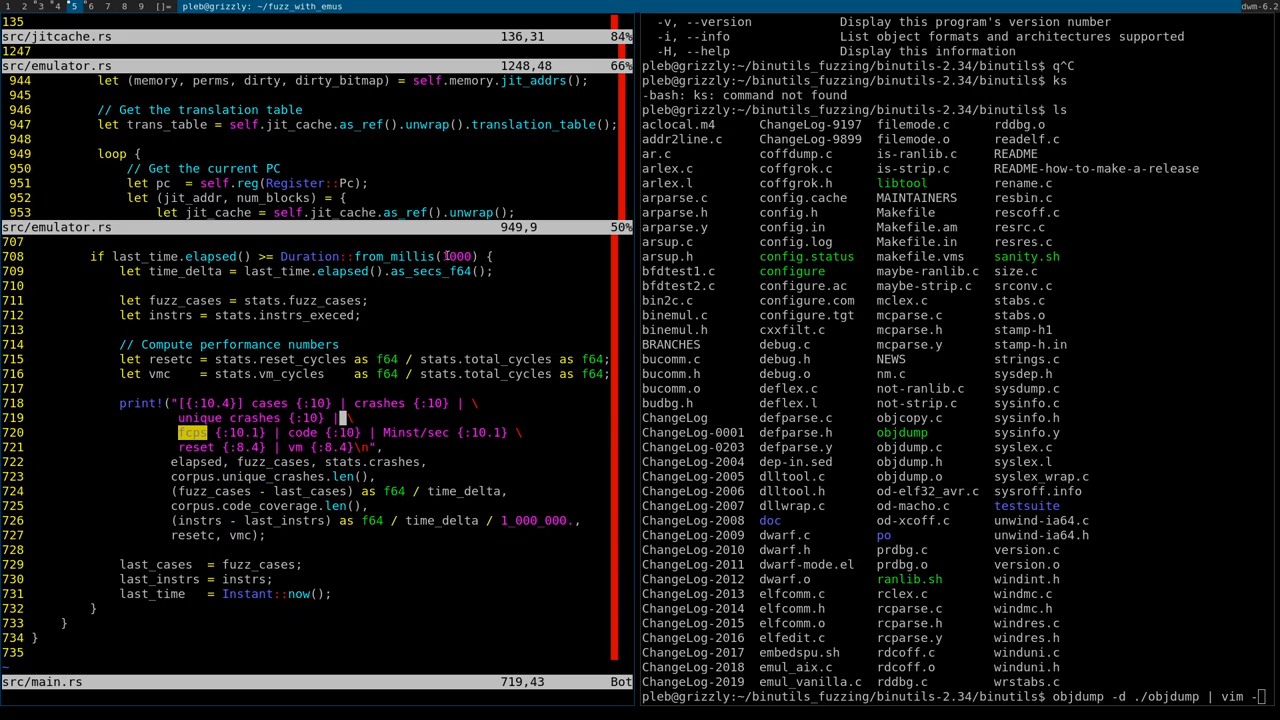 1 2 3 4 5 6 7 8 9 []= pleb@grizzly: ~/fuzz_with_emus dwm-6.2
135
src/jitcache.rs 136,31 84%
1247
src/emulator.rs 1248,48 66%
944 let (memory, perms, dirty, dirty_bitmap) = self.memory.jit_addrs();
945
946 // Get the translation table
947 let trans_table = self.jit_cache.as_ref().unwrap().translation_table();
948
949 loop {
950 // Get the current PC
951 let pc = self.reg(Register::Pc);
952 let (jit_addr, num_blocks) = {
953 let jit_cache = self.jit_cache.as_ref().unwrap();
src/emulator.rs 949,9 50%
707
708 if last_time.elapsed() >= Duration::from_millis(1000) {
709 let time_delta = last_time.elapsed().as_secs_f64();
710
711 let fuzz_cases = stats.fuzz_cases;
712 let instrs = stats.instrs_execed;
713
714 // Compute performance numbers
715 let resetc = stats.reset_cycles as f64 / stats.total_cycles as f64;
716 let vmc = stats.vm_cycles as f64 / stats.total_cycles as f64;
717
718 print!("[{:10.4}] cases {:10} | crashes {:10} | \
719 unique crashes {:10} | \
720 fcps {:10.1} | code {:10} | Minst/sec {:10.1} \
721 reset {:8.4} | vm {:8.4}\n",
722 elapsed, fuzz_cases, stats.crashes,
723 corpus.unique_crashes.len(),
724 (fuzz_cases - last_cases) as f64 / time_delta,
725 corpus.code_coverage.len(),
726 (instrs - last_instrs) as f64 / time_delta / 1_000_000.,
727 resetc, vmc);
728
729 last_cases = fuzz_cases;
730 last_instrs = instrs;
731 last_time = Instant::now();
732 }
733 }
734 }
735
~
src/main.rs 719,43 Bot
-v, --version Display this program's version number
-i, --info List object formats and architectures supported
-H, --help Display this information
pleb@grizzly:~/binutils_fuzzing/binutils-2.34/binutils$ q^C
pleb@grizzly:~/binutils_fuzzing/binutils-2.34/binutils$ ks
-bash: ks: command not found
pleb@grizzly:~/binutils_fuzzing/binutils-2.34/binutils$ ls
aclocal.m4 ChangeLog-9197 filemode.c rddbg.o
addr2line.c ChangeLog-9899 filemode.o readelf.c
ar.c coffdump.c is-ranlib.c README
arlex.c coffgrok.c is-strip.c README-how-to-make-a-release
arlex.l coffgrok.h libtool rename.c
arparse.c config.cache MAINTAINERS resbin.c
arparse.h config.h Makefile rescoff.c
arparse.y config.in Makefile.am resrc.c
arsup.c config.log Makefile.in resres.c
arsup.h config.status makefile.vms sanity.sh
bfdtest1.c configure maybe-ranlib.c size.c
bfdtest2.c configure.ac maybe-strip.c srconv.c
bin2c.c configure.com mclex.c stabs.c
binemul.c configure.tgt mcparse.c stabs.o
binemul.h cxxfilt.c mcparse.h stamp-h1
BRANCHES debug.c mcparse.y stamp-h.in
bucomm.c debug.h NEWS strings.c
bucomm.h debug.o nm.c sysdep.h
bucomm.o deflex.c not-ranlib.c sysdump.c
budbg.h deflex.l not-strip.c sysinfo.c
ChangeLog defparse.c objcopy.c sysinfo.h
ChangeLog-0001 defparse.h objdump sysinfo.y
ChangeLog-0203 defparse.y objdump.c syslex.c
ChangeLog-2004 dep-in.sed objdump.h syslex.l
ChangeLog-2005 dlltool.c objdump.o syslex_wrap.c
ChangeLog-2006 dlltool.h od-elf32_avr.c sysroff.info
ChangeLog-2007 dllwrap.c od-macho.c testsuite
ChangeLog-2008 doc od-xcoff.c unwind-ia64.c
ChangeLog-2009 dwarf.c po unwind-ia64.h
ChangeLog-2010 dwarf.h prdbg.c version.c
ChangeLog-2011 dwarf-mode.el prdbg.o version.o
ChangeLog-2012 dwarf.o ranlib.sh windint.h
ChangeLog-2013 elfcomm.c rclex.c windmc.c
ChangeLog-2014 elfcomm.h rcparse.c windmc.h
ChangeLog-2015 elfcomm.o rcparse.h windres.c
ChangeLog-2016 elfedit.c rcparse.y windres.h
ChangeLog-2017 embedspu.sh rdcoff.c winduni.c
ChangeLog-2018 emul_aix.c rdcoff.o winduni.h
ChangeLog-2019 emul_vanilla.c rddbg.c wrstabs.c
pleb@grizzly:~/binutils_fuzzing/binutils-2.34/binutils$ objdump -d ./objdump | vim -